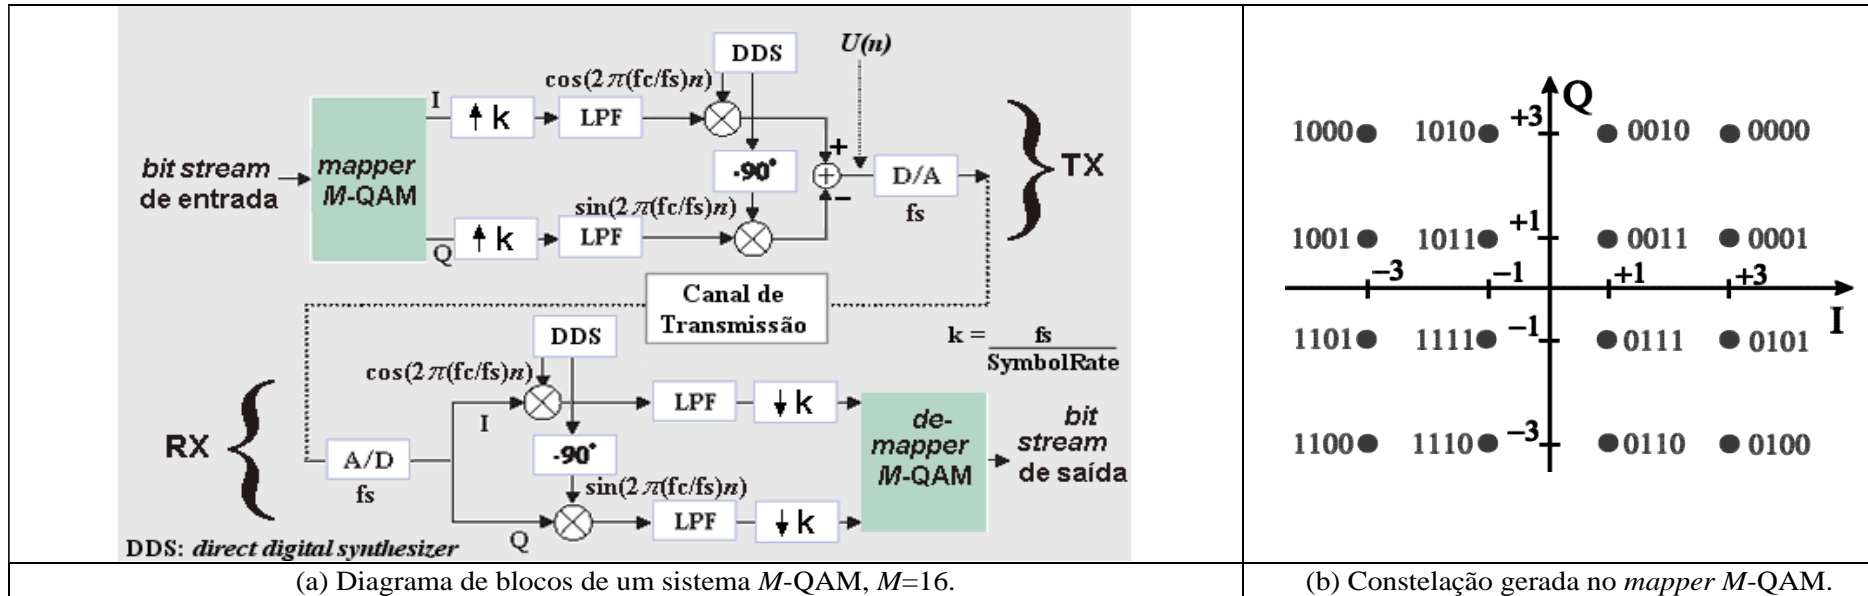 DDS
U(n)
cos(2π(fc/fs)n)
I
↑k
LPF
bit stream
de entrada
mapper
M-QAM
-90°
+
−
D/A
fs
TX
sin(2π(fc/fs)n)
Q
↑k
LPF
Canal de
Transmissão
k = fs
SymbolRate
DDS
cos(2π(fc/fs)n)
I
LPF
↓k
RX
A/D
fs
-90°
de-
mapper
M-QAM
bit
stream
de saída
sin(2π(fc/fs)n)
Q
LPF
↓k
DDS: direct digital synthesizer
(a) Diagrama de blocos de um sistema M-QAM, M=16.
Q
1000 1010 +3 0010 0000
1001 1011 +1 0011 0001
−3 −1 +1 +3
I
1101 1111 −1 0111 0101
1100 1110 −3 0110 0100
(b) Constelação gerada no mapper M-QAM.